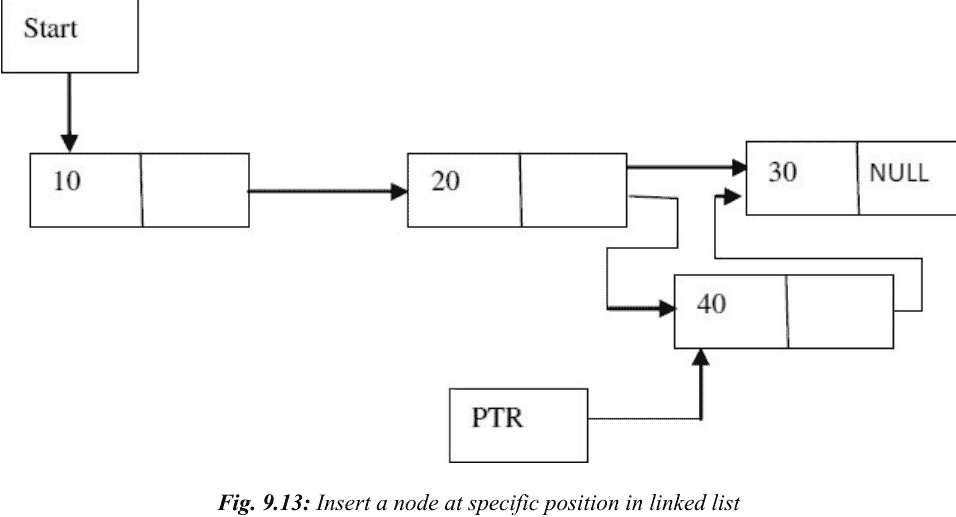 Start
10
20
30
NULL
40
PTR
Fig. 9.13: Insert a node at specific position in linked list